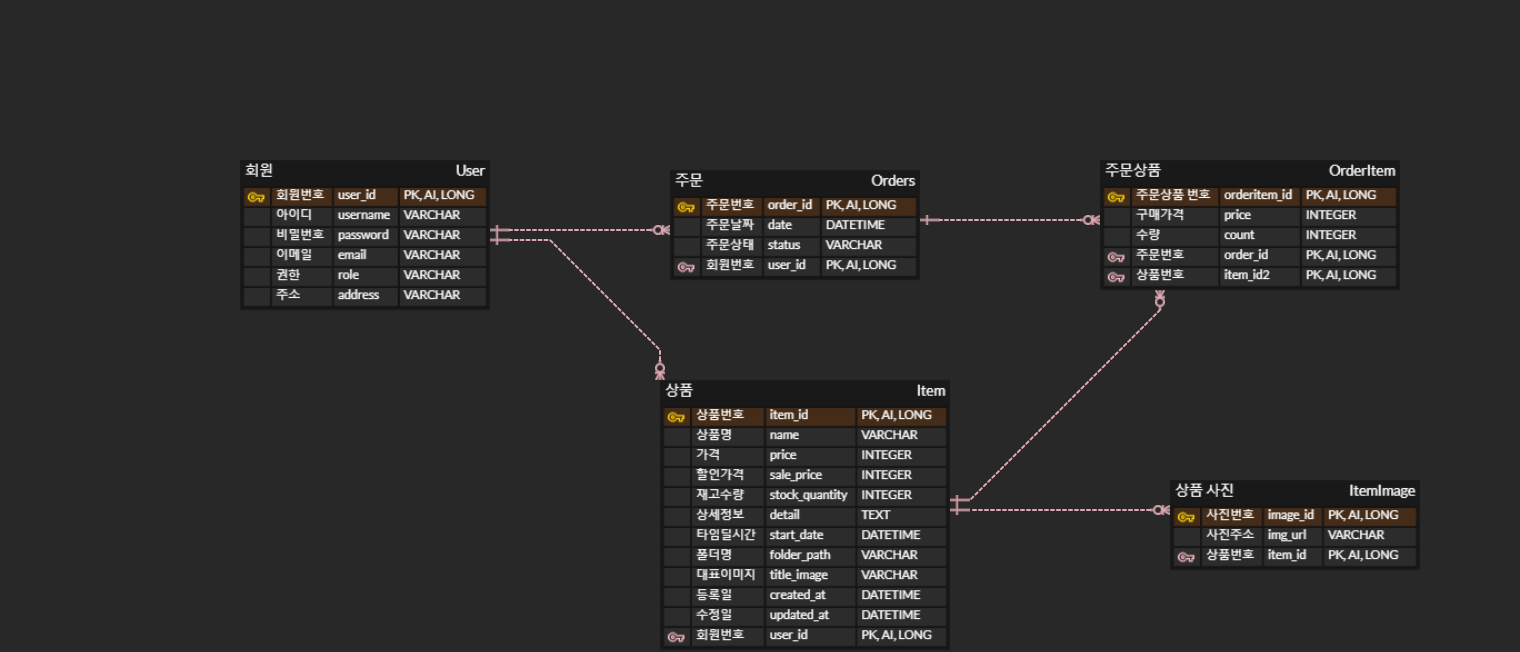 회원 User
회원번호 user_id PK, AI, LONG
아이디 username VARCHAR
비밀번호 password VARCHAR
이메일 email VARCHAR
권한 role VARCHAR
주소 address VARCHAR
주문 Orders
주문번호 order_id PK, AI, LONG
주문날짜 date DATETIME
주문상태 status VARCHAR
회원번호 user_id PK, AI, LONG
주문상품 OrderItem
주문상품 번호 orderitem_id PK, AI, LONG
구매가격 price INTEGER
수량 count INTEGER
주문번호 order_id PK, AI, LONG
상품번호 item_id2 PK, AI, LONG
상품 Item
상품번호 item_id PK, AI, LONG
상품명 name VARCHAR
가격 price INTEGER
할인가격 sale_price INTEGER
재고수량 stock_quantity INTEGER
상세정보 detail TEXT
타임딜시간 start_date DATETIME
폴더명 folder_path VARCHAR
대표이미지 title_image VARCHAR
등록일 created_at DATETIME
수정일 updated_at DATETIME
회원번호 user_id PK, AI, LONG
상품 사진 ItemImage
사진번호 image_id PK, AI, LONG
사진주소 img_url VARCHAR
상품번호 item_id PK, AI, LONG